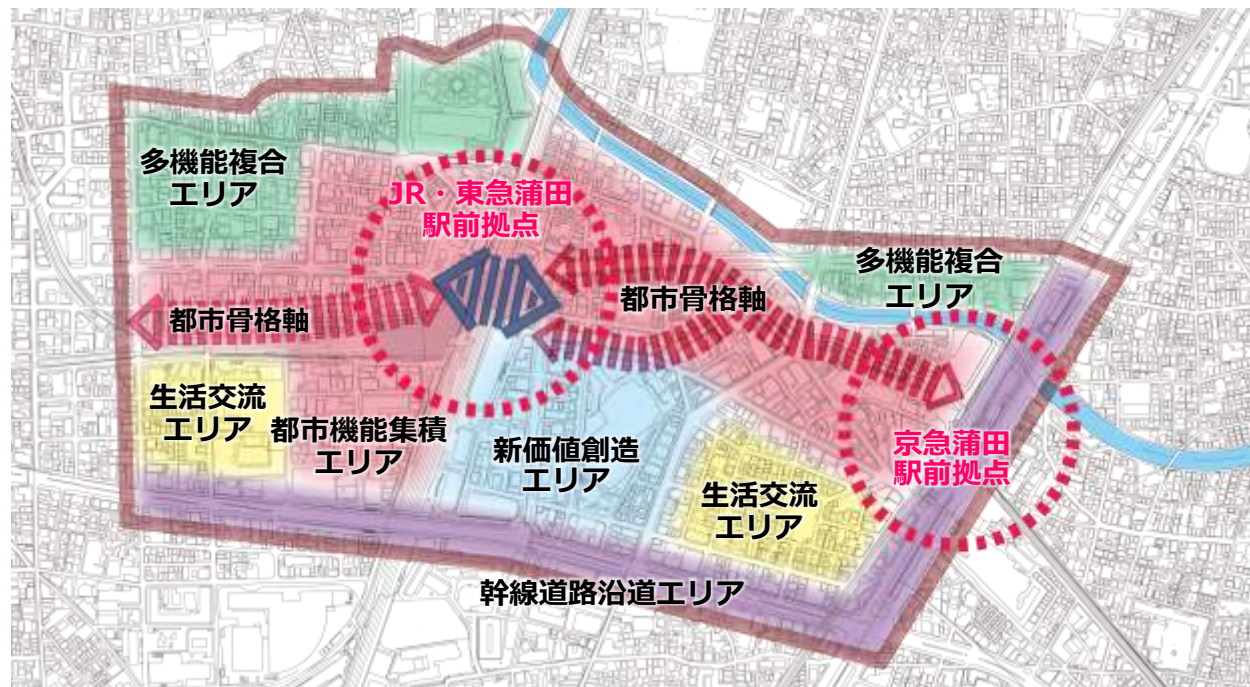 多機能複合
エリア
JR・東急蒲田
駅前拠点
多機能複合
エリア
都市骨格軸
都市骨格軸
生活交流
エリア
都市機能集積
エリア
新価値創造
エリア
京急蒲田
駅前拠点
生活交流
エリア
幹線道路沿道エリア